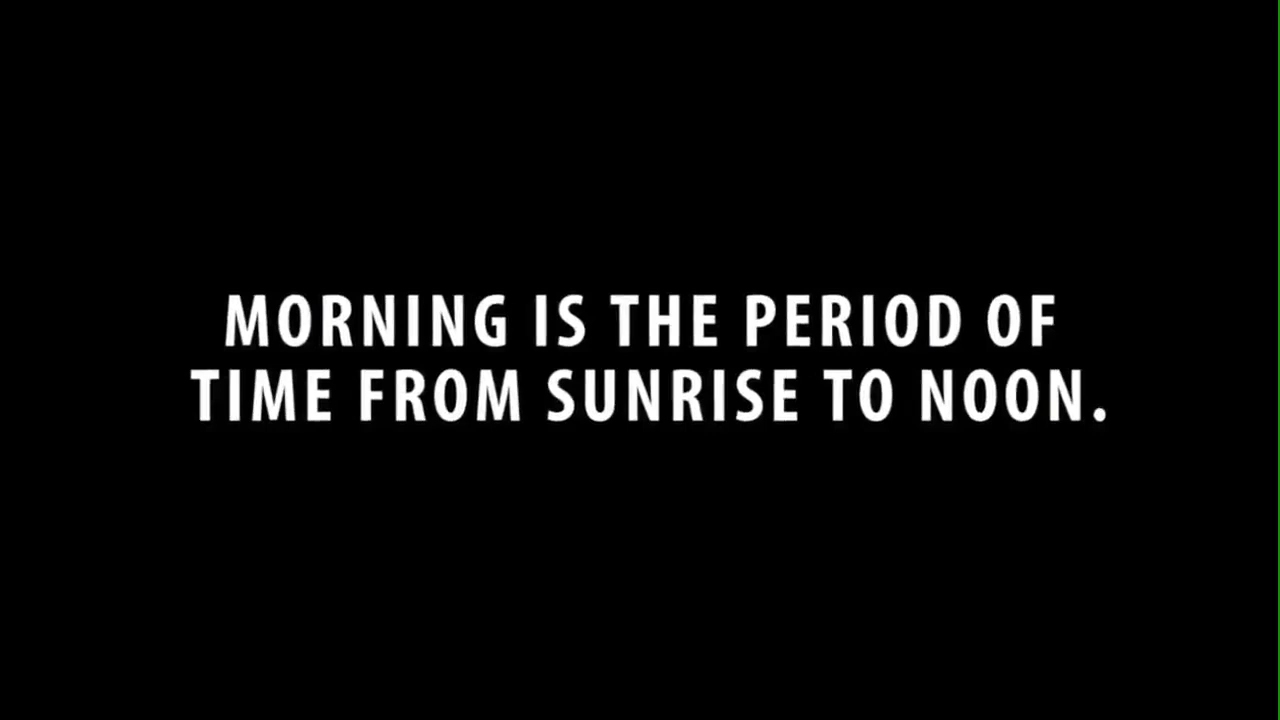 MORNING IS THE PERIOD OF
TIME FROM SUNRISE TO NOON.